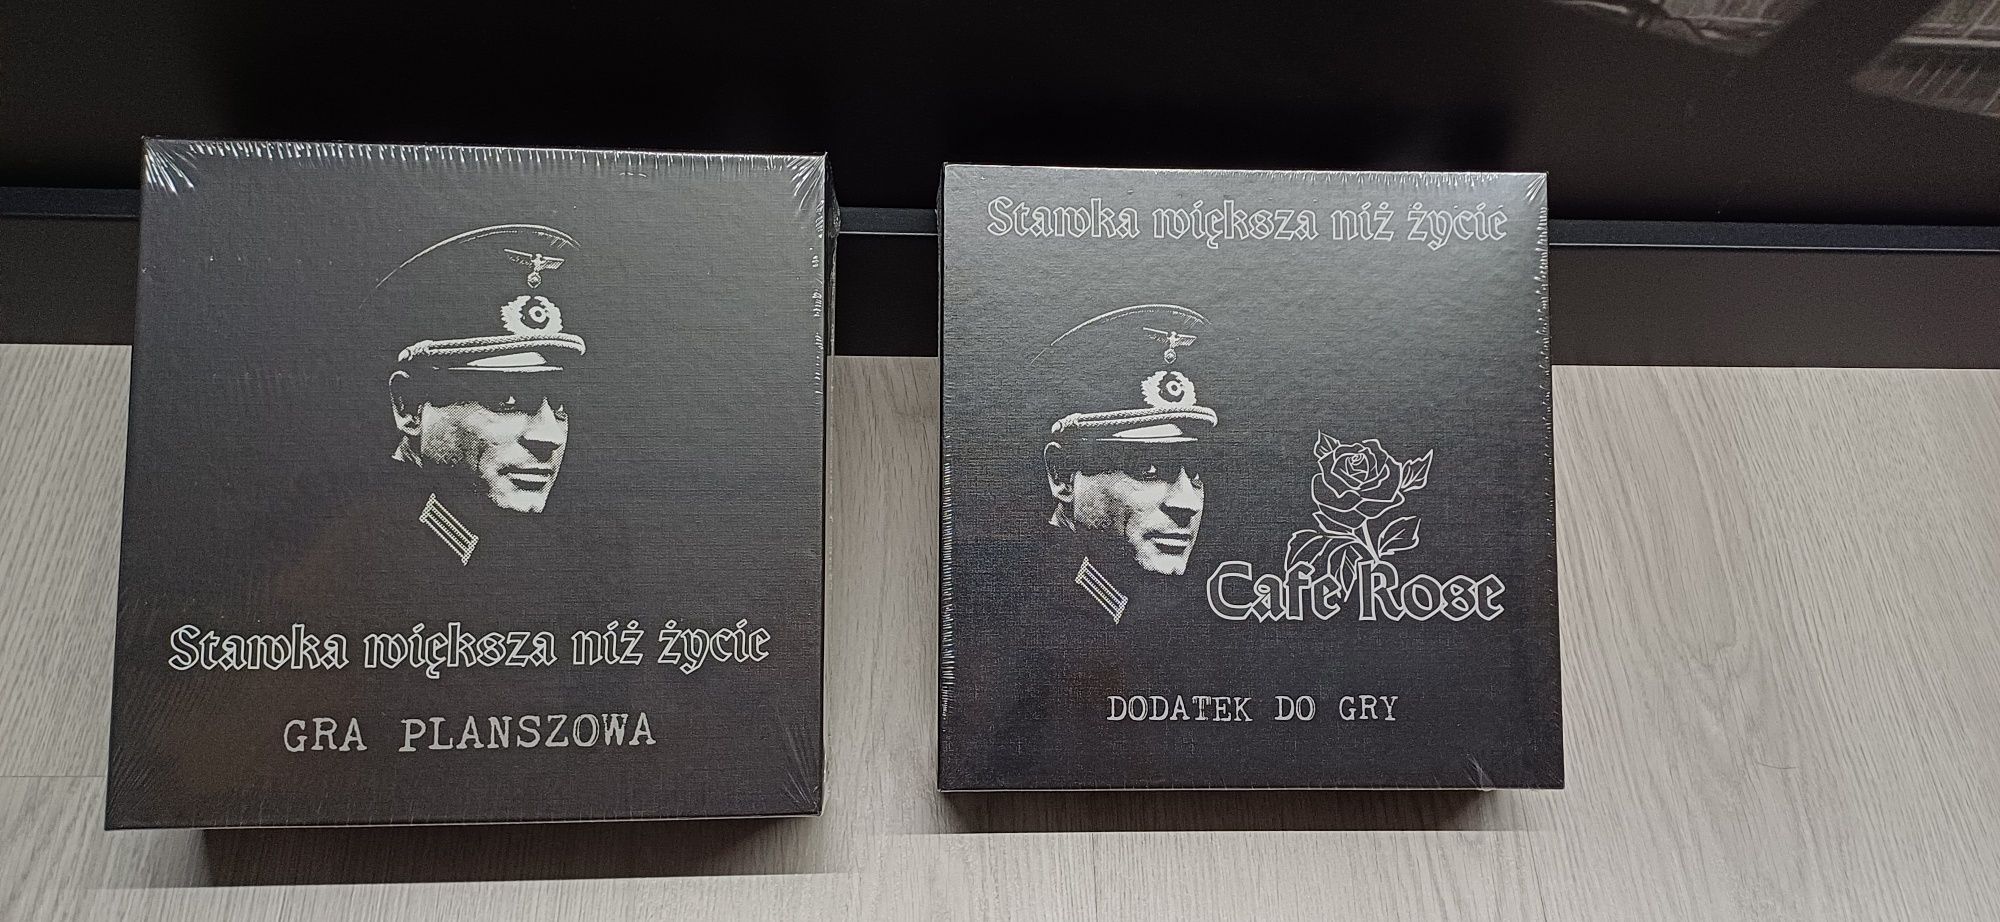 Stawka większa niż życie
GRA PLANSZOWA
Stawka większa niż życie
Cafe Rose
DODATEK DO GRY